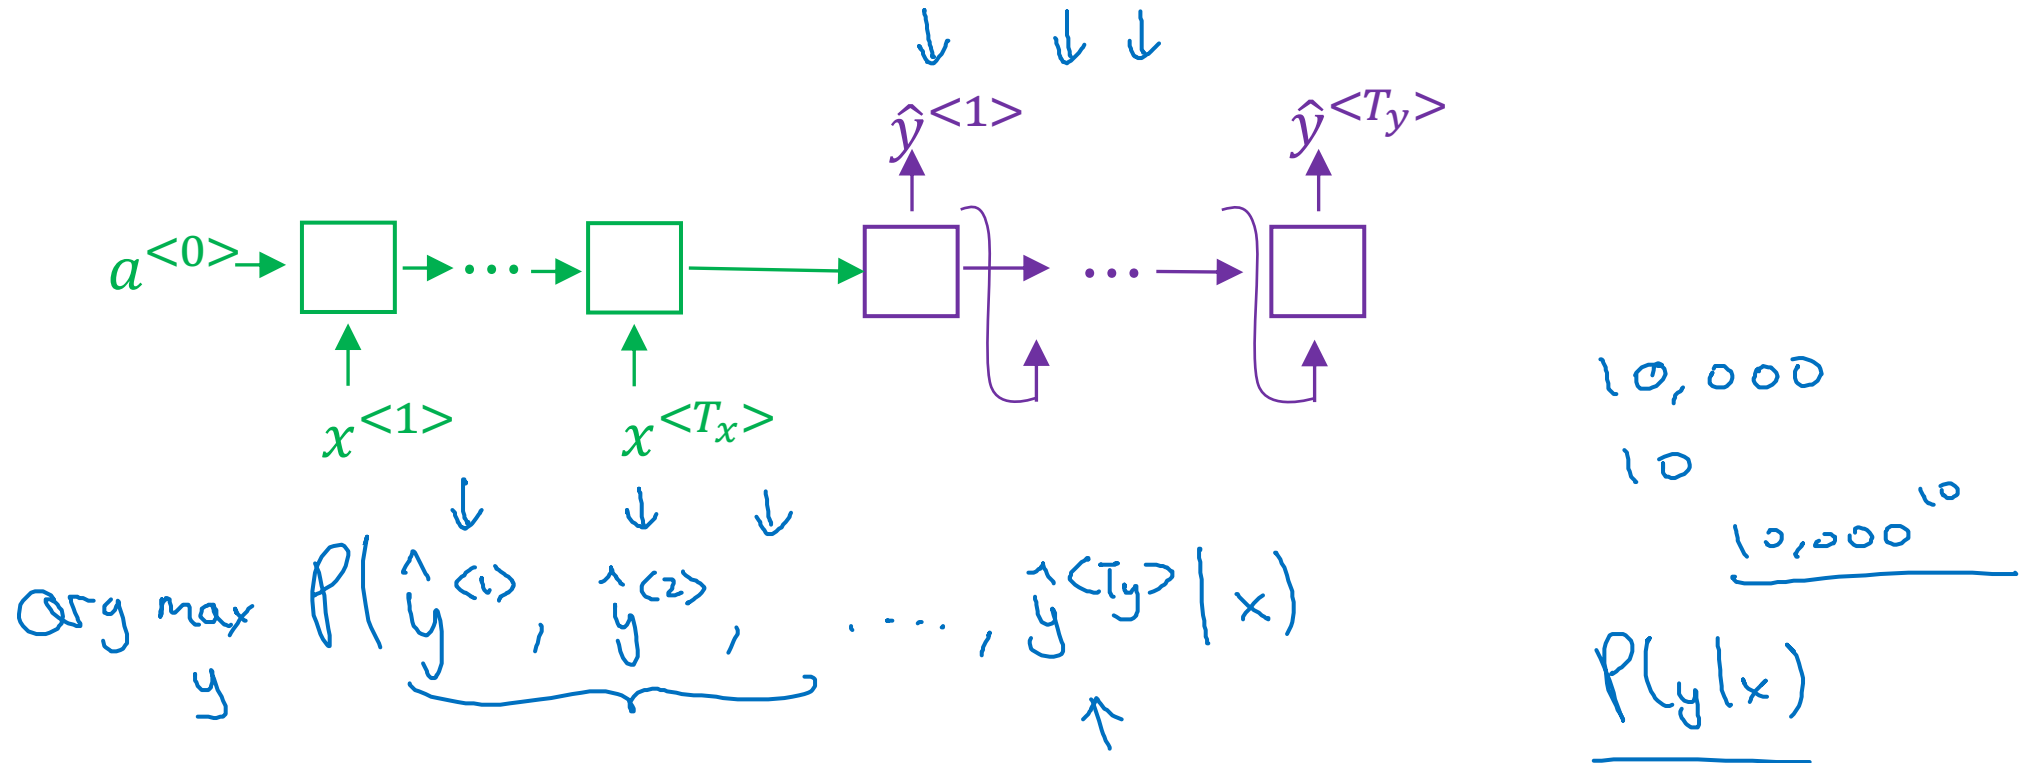 ŷ<1> ŷ<Ty>
a<0> ... ...
x<1> x<Tx>
10,000
10
10,000^10
arg max P(ŷ<1>, ŷ<2>, ....., ŷ<Ty> | x)
y
P(y|x)